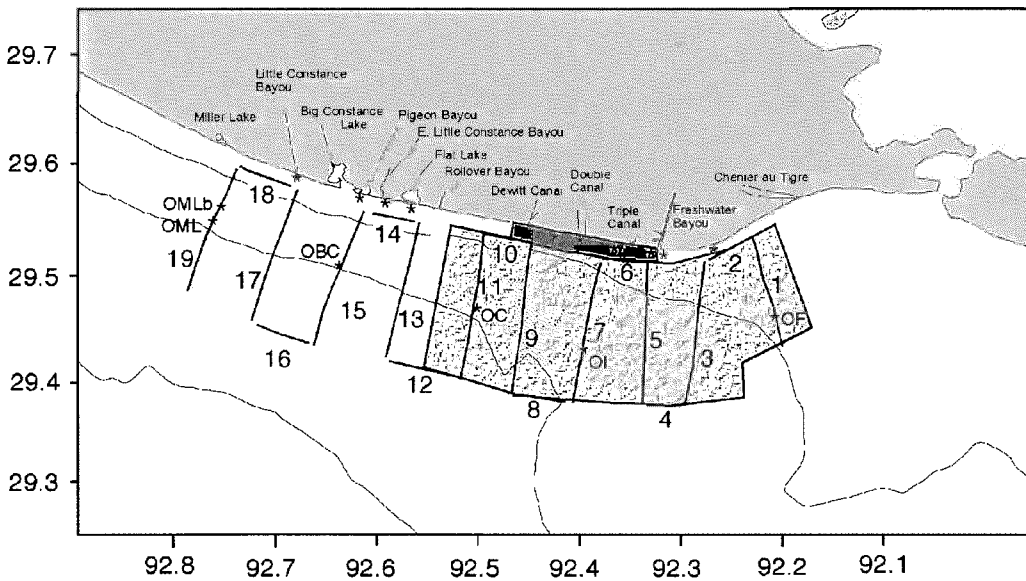 29.7
29.6
29.5
29.4
29.3
92.8
92.7
92.6
92.5
92.4
92.3
92.2
92.1
Little Constance
Bayou
Miller Lake
Big Constance
Lake
Pigeon Bayou
E. Little Constance Bayou
Flat Lake
Rollover Bayou
Dewitt Canal
Double
Canal
Triple
Canal
Freshwater
Bayou
Chenier au Tigre
OMLb
OML
OBC
OC
OI
OF
18
19
17
16
15
14
13
12
11
10
9
8
7
6
5
4
3
2
1